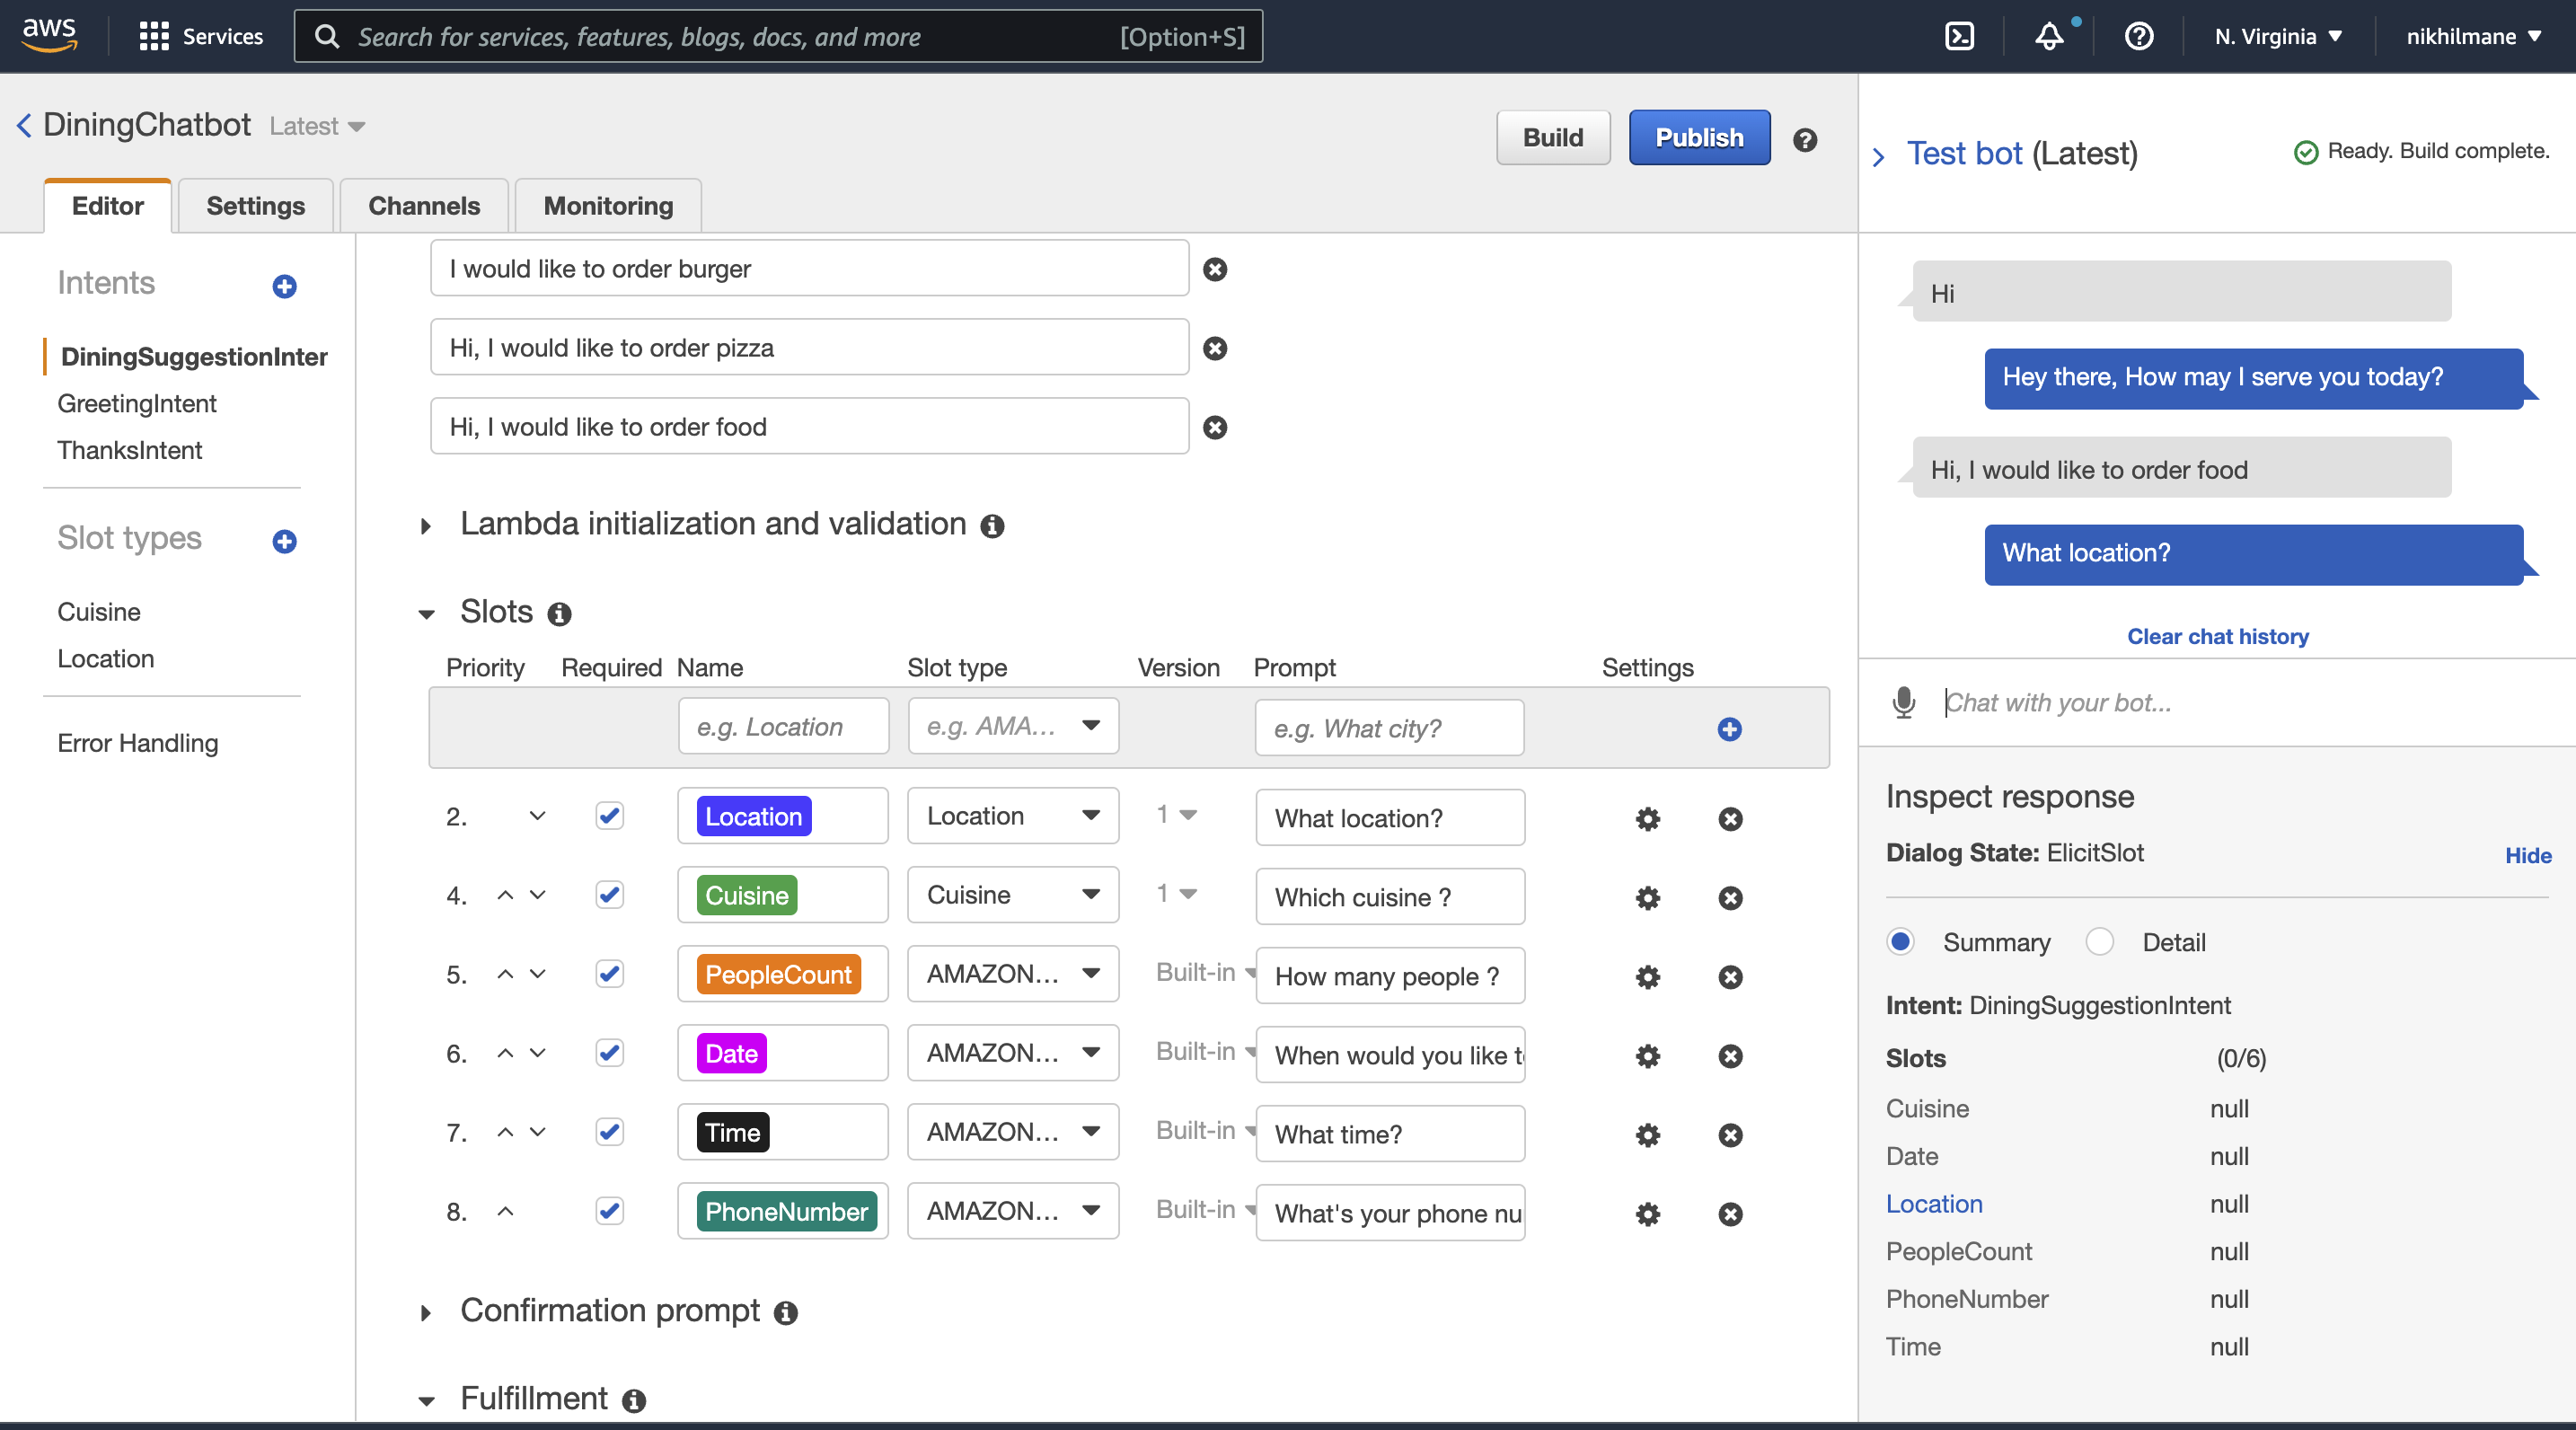 aws
Services
Search for services, features, blogs, docs, and more [Option+S]
N. Virginia
nikhilmane
DiningChatbot Latest
Build
Publish
Editor
Settings
Channels
Monitoring
Intents
DiningSuggestionInter
GreetingIntent
ThanksIntent
Slot types
Cuisine
Location
Error Handling
I would like to order burger
Hi, I would like to order pizza
Hi, I would like to order food
Lambda initialization and validation
Slots
Priority Required Name Slot type Version Prompt Settings
e.g. Location e.g. AMA... e.g. What city?
2. Location Location 1 What location?
4. Cuisine Cuisine 1 Which cuisine ?
5. PeopleCount AMAZON... Built-in How many people ?
6. Date AMAZON... Built-in When would you like t
7. Time AMAZON... Built-in What time?
8. PhoneNumber AMAZON... Built-in What's your phone nu
Confirmation prompt
Fulfillment
Test bot (Latest)
Ready. Build complete.
Hi
Hey there, How may I serve you today?
Hi, I would like to order food
What location?
Clear chat history
Chat with your bot...
Inspect response
Dialog State: ElicitSlot
Hide
Summary Detail
Intent: DiningSuggestionIntent
Slots (0/6)
Cuisine null
Date null
Location null
PeopleCount null
PhoneNumber null
Time null